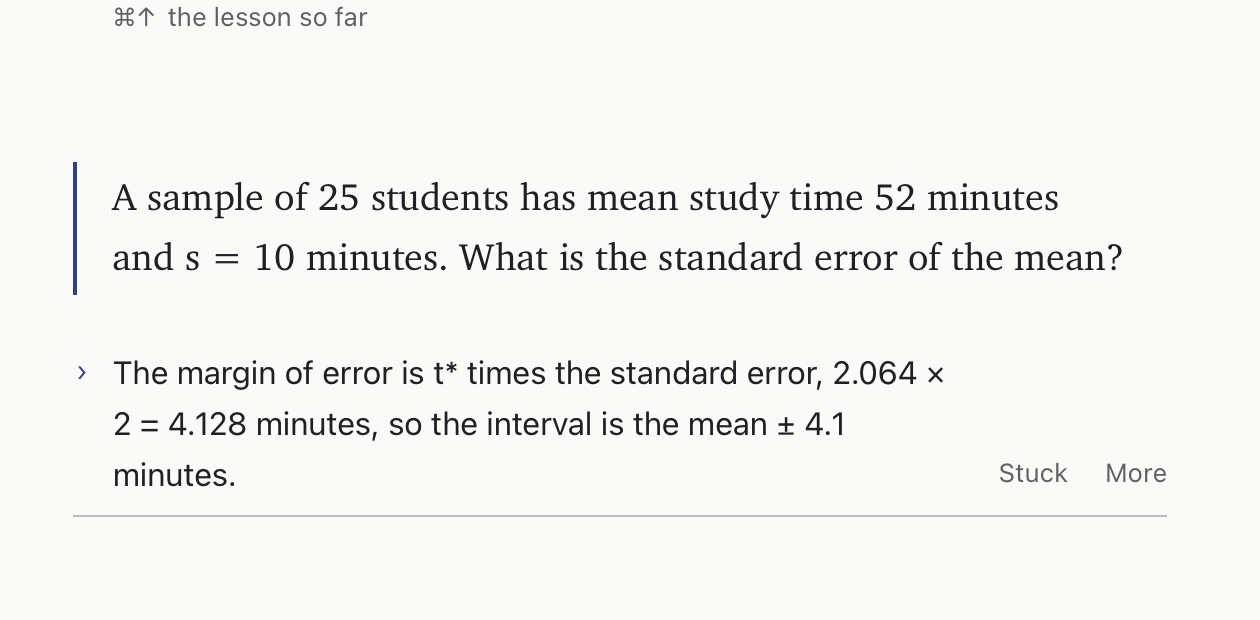 ⌘↑ the lesson so far
A sample of 25 students has mean study time 52 minutes
and s = 10 minutes. What is the standard error of the mean?
› The margin of error is t* times the standard error, 2.064 ×
2 = 4.128 minutes, so the interval is the mean ± 4.1
minutes.
Stuck More